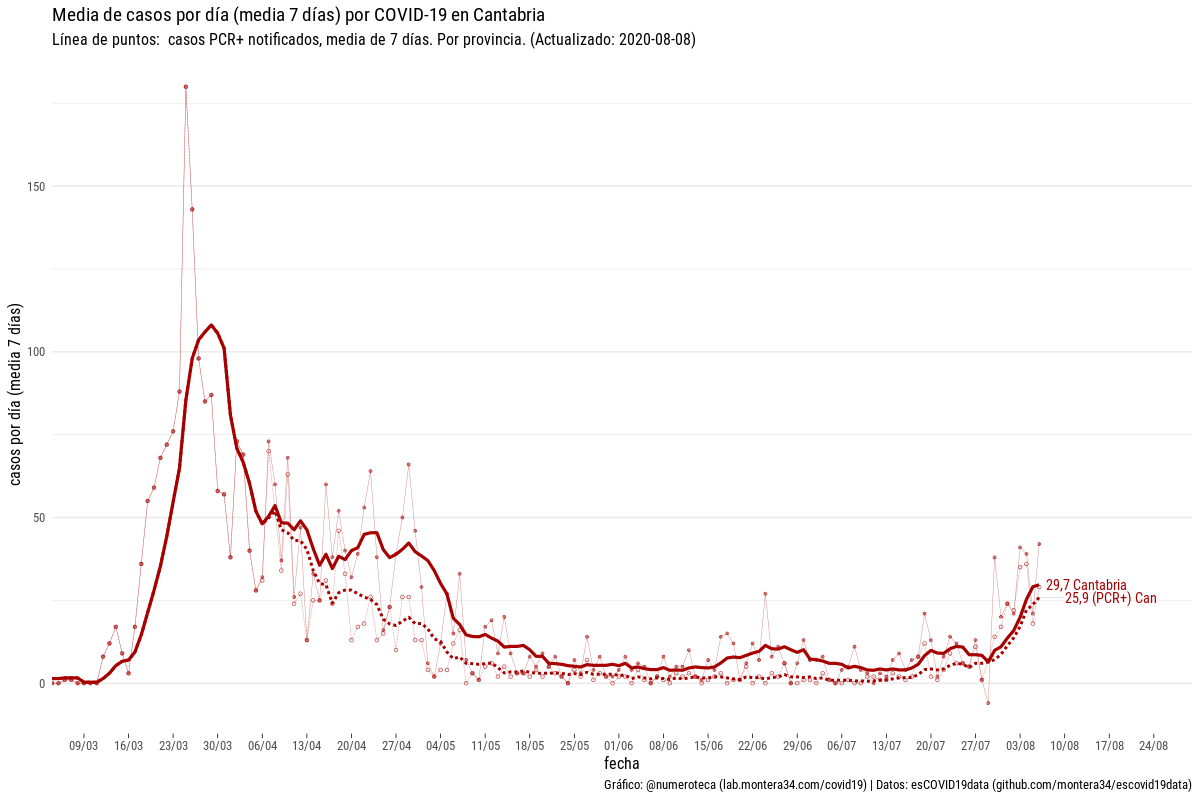 Media de casos por día (media 7 días) por COVID-19 en Cantabria
Línea de puntos:  casos PCR+ notificados, media de 7 días. Por provincia. (Actualizado: 2020-08-08)
casos por día (media 7 días)
150
100
50
0
29,7 Cantabria
25,9 (PCR+) Can
09/03 16/03 23/03 30/03 06/04 13/04 20/04 27/04 04/05 11/05 18/05 25/05 01/06 08/06 15/06 22/06 29/06 06/07 13/07 20/07 27/07 03/08 10/08 17/08 24/08
fecha
Gráfico: @numeroteca (lab.montera34.com/covid19) | Datos: esCOVID19data (github.com/montera34/escovid19data)